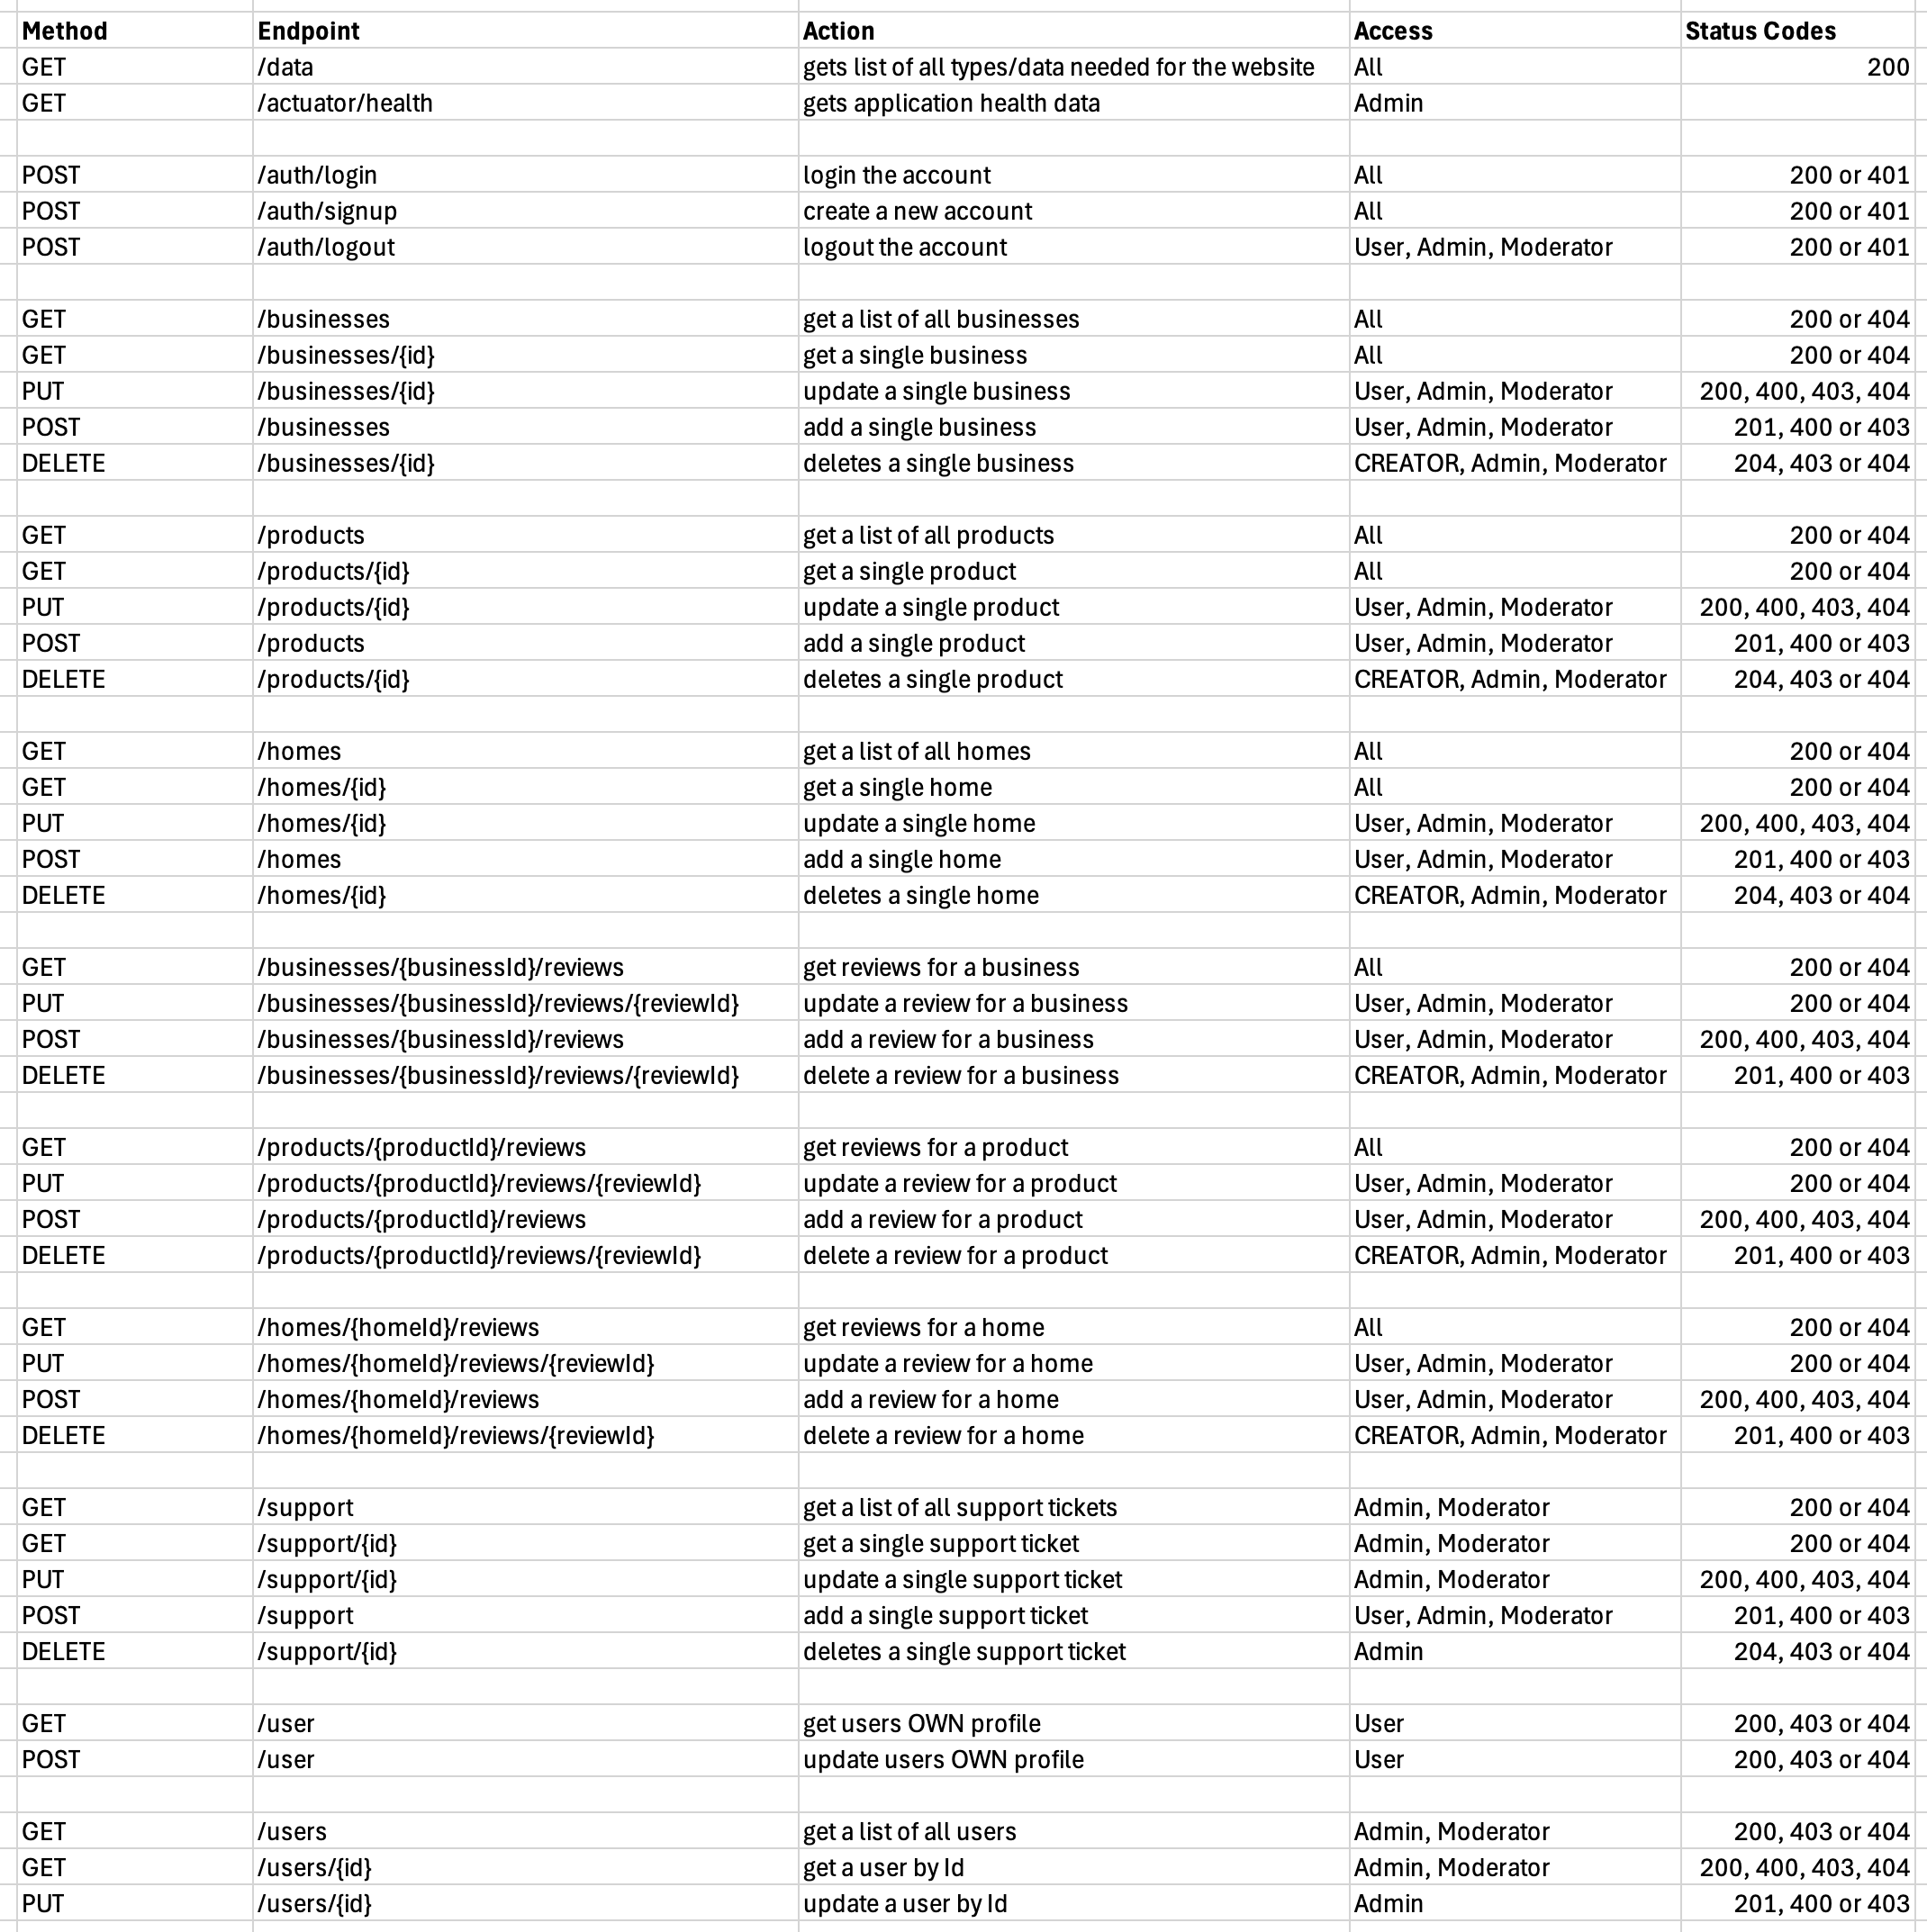 Method Endpoint Action Access Status Codes
GET /data gets list of all types/data needed for the website All 200
GET /actuator/health gets application health data Admin
POST /auth/login login the account All 200 or 401
POST /auth/signup create a new account All 200 or 401
POST /auth/logout logout the account User, Admin, Moderator 200 or 401
GET /businesses get a list of all businesses All 200 or 404
GET /businesses/{id} get a single business All 200 or 404
PUT /businesses/{id} update a single business User, Admin, Moderator 200, 400, 403, 404
POST /businesses add a single business User, Admin, Moderator 201, 400 or 403
DELETE /businesses/{id} deletes a single business CREATOR, Admin, Moderator 204, 403 or 404
GET /products get a list of all products All 200 or 404
GET /products/{id} get a single product All 200 or 404
PUT /products/{id} update a single product User, Admin, Moderator 200, 400, 403, 404
POST /products add a single product User, Admin, Moderator 201, 400 or 403
DELETE /products/{id} deletes a single product CREATOR, Admin, Moderator 204, 403 or 404
GET /homes get a list of all homes All 200 or 404
GET /homes/{id} get a single home All 200 or 404
PUT /homes/{id} update a single home User, Admin, Moderator 200, 400, 403, 404
POST /homes add a single home User, Admin, Moderator 201, 400 or 403
DELETE /homes/{id} deletes a single home CREATOR, Admin, Moderator 204, 403 or 404
GET /businesses/{businessId}/reviews get reviews for a business All 200 or 404
PUT /businesses/{businessId}/reviews/{reviewId} update a review for a business User, Admin, Moderator 200 or 404
POST /businesses/{businessId}/reviews add a review for a business User, Admin, Moderator 200, 400, 403, 404
DELETE /businesses/{businessId}/reviews/{reviewId} delete a review for a business CREATOR, Admin, Moderator 201, 400 or 403
GET /products/{productId}/reviews get reviews for a product All 200 or 404
PUT /products/{productId}/reviews/{reviewId} update a review for a product User, Admin, Moderator 200 or 404
POST /products/{productId}/reviews add a review for a product User, Admin, Moderator 200, 400, 403, 404
DELETE /products/{productId}/reviews/{reviewId} delete a review for a product CREATOR, Admin, Moderator 201, 400 or 403
GET /homes/{homeId}/reviews get reviews for a home All 200 or 404
PUT /homes/{homeId}/reviews/{reviewId} update a review for a home User, Admin, Moderator 200 or 404
POST /homes/{homeId}/reviews add a review for a home User, Admin, Moderator 200, 400, 403, 404
DELETE /homes/{homeId}/reviews/{reviewId} delete a review for a home CREATOR, Admin, Moderator 201, 400 or 403
GET /support get a list of all support tickets Admin, Moderator 200 or 404
GET /support/{id} get a single support ticket Admin, Moderator 200 or 404
PUT /support/{id} update a single support ticket Admin, Moderator 200, 400, 403, 404
POST /support add a single support ticket User, Admin, Moderator 201, 400 or 403
DELETE /support/{id} deletes a single support ticket Admin 204, 403 or 404
GET /user get users OWN profile User 200, 403 or 404
POST /user update users OWN profile User 200, 403 or 404
GET /users get a list of all users Admin, Moderator 200, 403 or 404
GET /users/{id} get a user by Id Admin, Moderator 200, 400, 403, 404
PUT /users/{id} update a user by Id Admin 201, 400 or 403